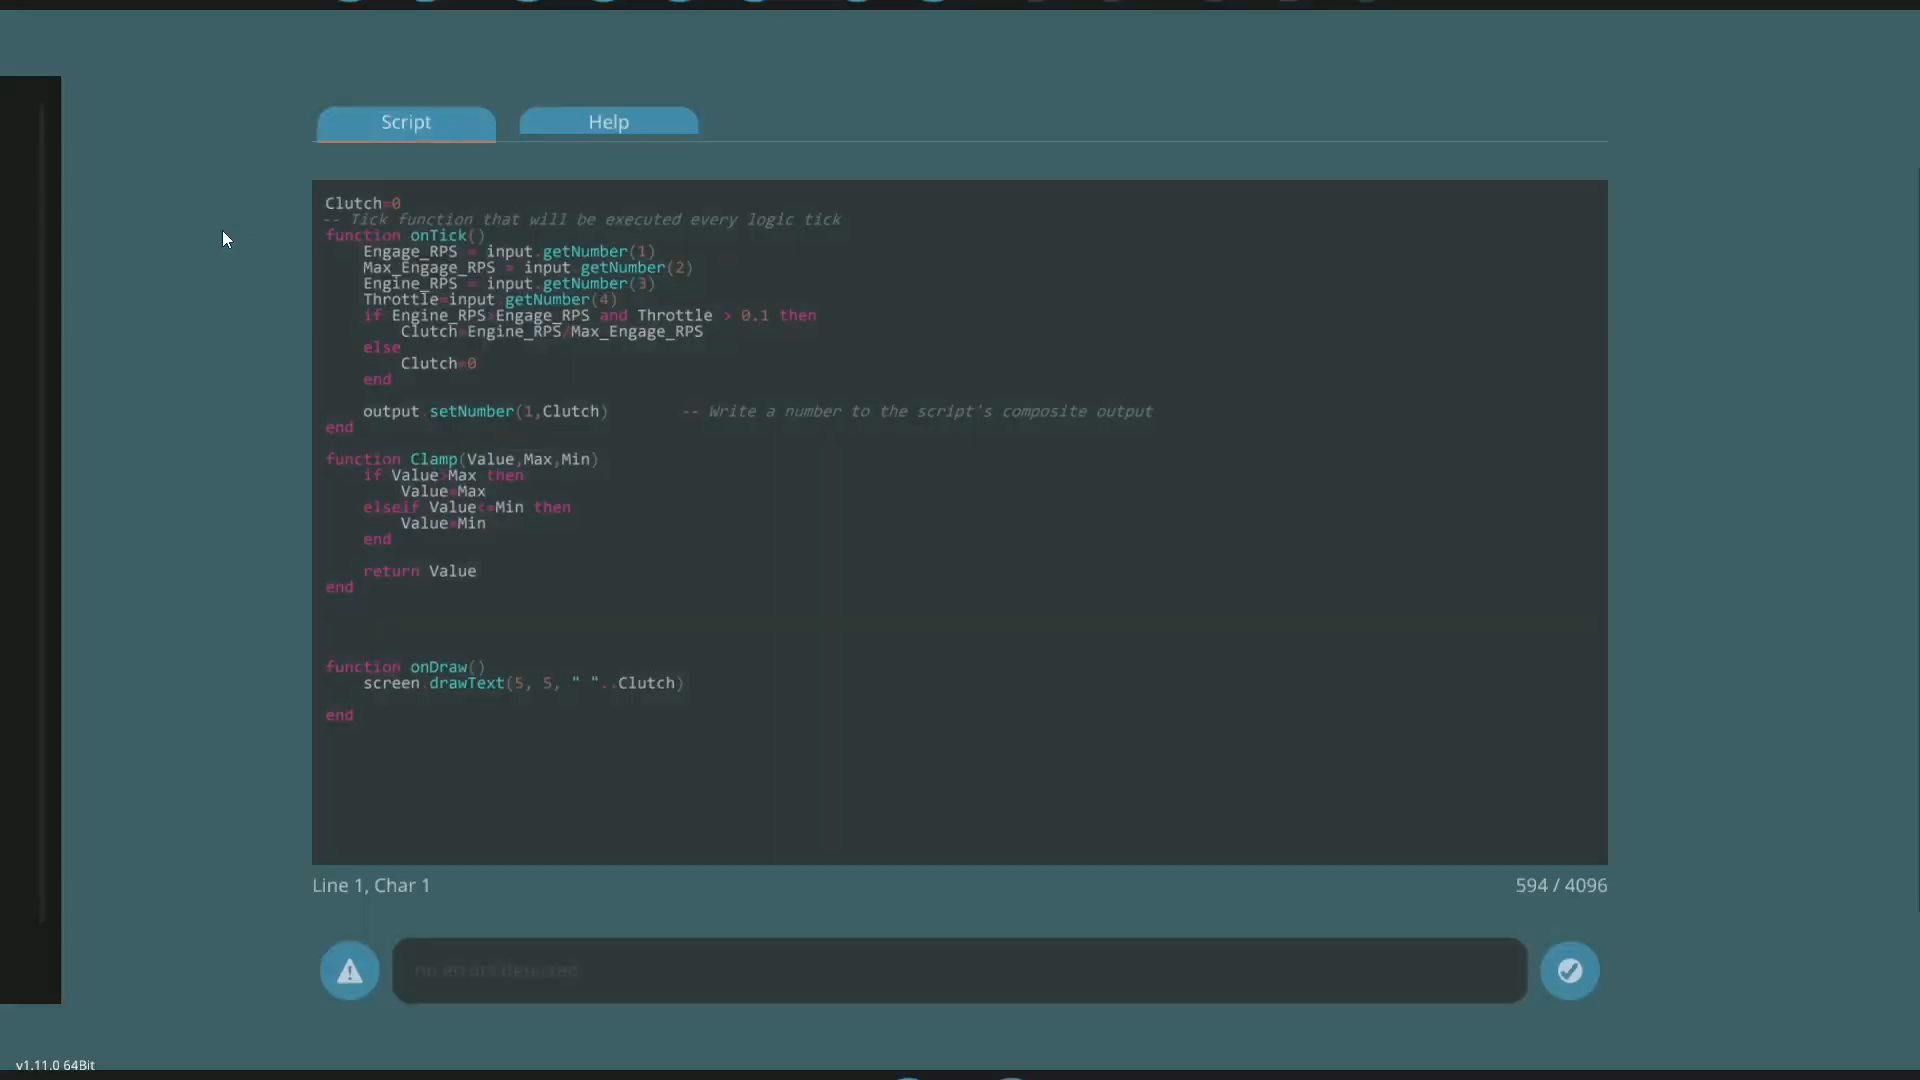 Script Help
Clutch=0
-- Tick function that will be executed every logic tick
function onTick()
Engage_RPS = input.getNumber(1)
Max_Engage_RPS = input.getNumber(2)
Engine_RPS = input.getNumber(3)
Throttle=input.getNumber(4)
if Engine_RPS>Engage_RPS and Throttle > 0.1 then
Clutch=Engine_RPS/Max_Engage_RPS
else
Clutch=0
end
output.setNumber(1,Clutch) -- Write a number to the script's composite output
end
function Clamp(Value,Max,Min)
if Value>Max then
Value=Max
elseif Value<=Min then
Value=Min
end
return Value
end
function onDraw()
screen.drawText(5, 5, " "..Clutch)
end
Line 1, Char 1
594 / 4096
no errors detected
v1.11.0 64Bit